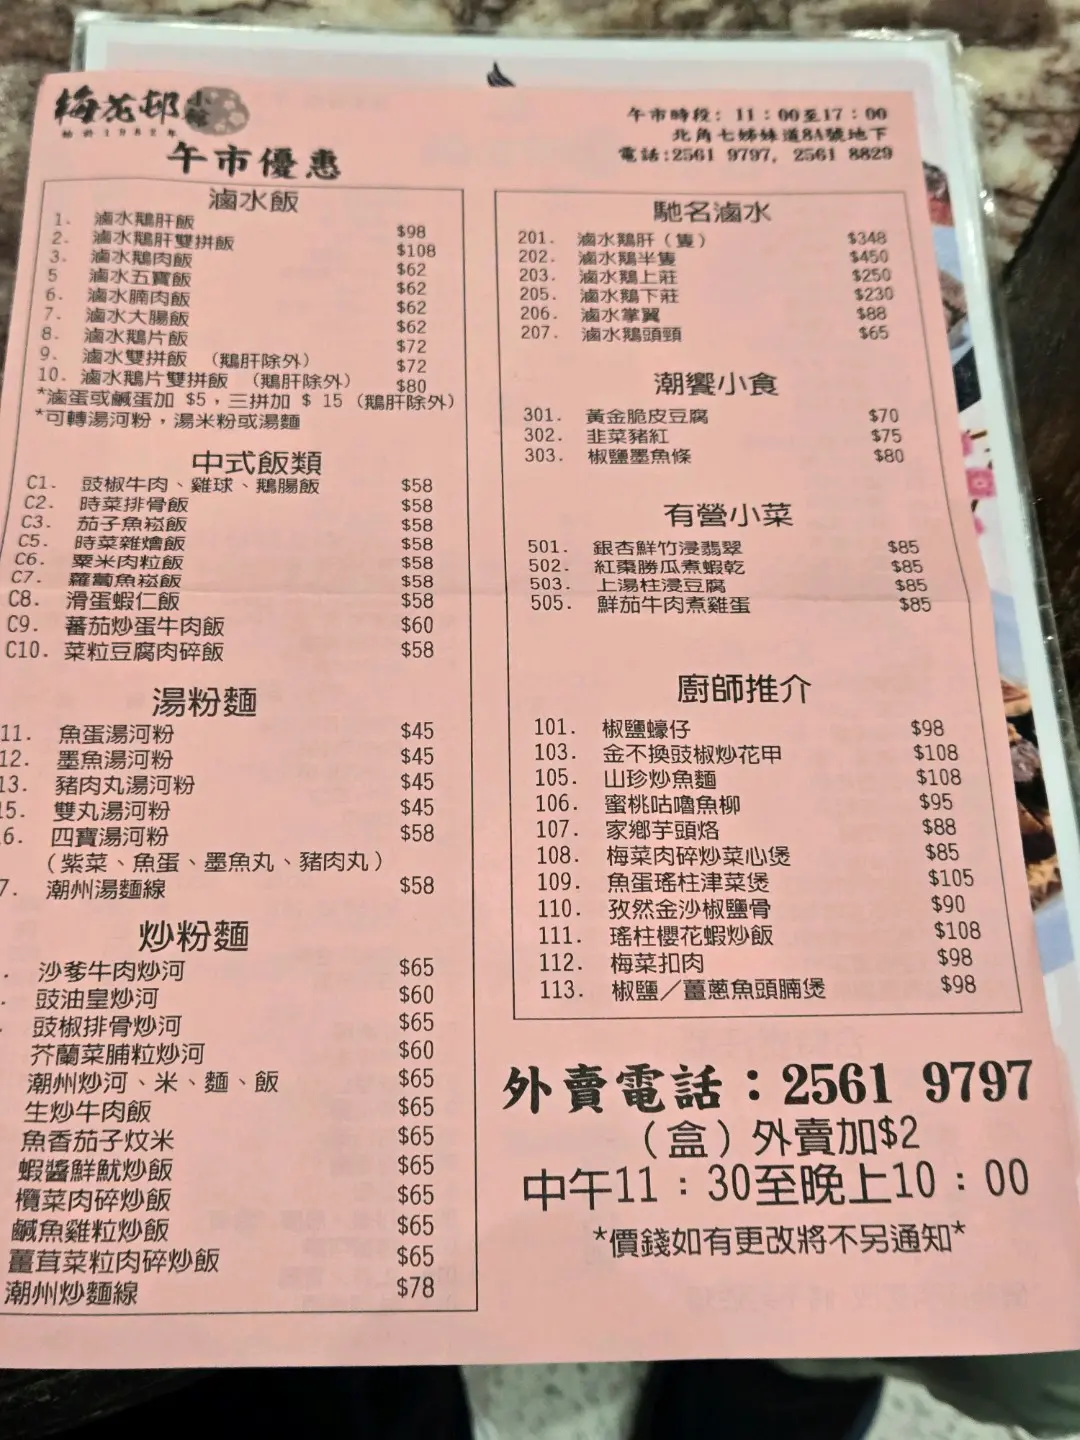 梅花邨小館
始於1982年
午市優惠
午市時段: 11:00至17:00
北角七姊妹道8A號地下
電話:2561 9797, 2561 8829
滷水飯
1. 滷水鵝肝飯 $98
2. 滷水鵝肝雙拼飯 $108
3. 滷水鵝肉飯 $62
5 滷水五寶飯 $62
6. 滷水腩肉飯 $62
7. 滷水大腸飯 $62
8. 滷水鵝片飯 $72
9. 滷水雙拼飯 (鵝肝除外) $72
10. 滷水鵝片雙拼飯 (鵝肝除外) $80
*滷蛋或鹹蛋加 $5,三拼加 $ 15 (鵝肝除外)
*可轉湯河粉,湯米粉或湯麵
中式飯類
C1. 豉椒牛肉、雞球、鵝腸飯 $58
C2. 時菜排骨飯 $58
C3. 茄子魚崧飯 $58
C5. 時菜雜燴飯 $58
C6. 粟米肉粒飯 $58
C7. 蘿蔔魚崧飯 $58
C8. 滑蛋蝦仁飯 $58
C9. 蕃茄炒蛋牛肉飯 $60
C10. 菜粒豆腐肉碎飯 $58
湯粉麵
11. 魚蛋湯河粉 $45
12. 墨魚湯河粉 $45
13. 豬肉丸湯河粉 $45
15. 雙丸湯河粉 $45
6. 四寶湯河粉 $58
(紫菜、魚蛋、墨魚丸、豬肉丸)
7. 潮州湯麵線 $58
炒粉麵
沙爹牛肉炒河 $65
豉油皇炒河 $60
豉椒排骨炒河 $65
芥蘭菜脯粒炒河 $60
潮州炒河、米、麵、飯 $65
生炒牛肉飯 $65
魚香茄子炆米 $65
蝦醬鮮魷炒飯 $65
欖菜肉碎炒飯 $65
鹹魚雞粒炒飯 $65
薑茸菜粒肉碎炒飯 $65
潮州炒麵線 $78
馳名滷水
201. 滷水鵝肝(隻) $348
202. 滷水鵝半隻 $450
203. 滷水鵝上莊 $250
205. 滷水鵝下莊 $230
206. 滷水掌翼 $88
207. 滷水鵝頭頸 $65
潮饗小食
301. 黃金脆皮豆腐 $70
302. 韭菜豬紅 $75
303. 椒鹽墨魚條 $80
有營小菜
501. 銀杏鮮竹浸翡翠 $85
502. 紅棗勝瓜煮蝦乾 $85
503. 上湯柱浸豆腐 $85
505. 鮮茄牛肉煮雞蛋 $85
廚師推介
101. 椒鹽蠔仔 $98
103. 金不換豉椒炒花甲 $108
105. 山珍炒魚麵 $108
106. 蜜桃咕嚕魚柳 $95
107. 家鄉芋頭烙 $88
108. 梅菜肉碎炒菜心煲 $85
109. 魚蛋瑤柱津菜煲 $105
110. 孜然金沙椒鹽骨 $90
111. 瑤柱櫻花蝦炒飯 $108
112. 梅菜扣肉 $98
113. 椒鹽/薑蔥魚頭腩煲 $98
外賣電話:2561 9797
(盒)外賣加$2
中午11:30至晚上10:00
*價錢如有更改將不另通知*